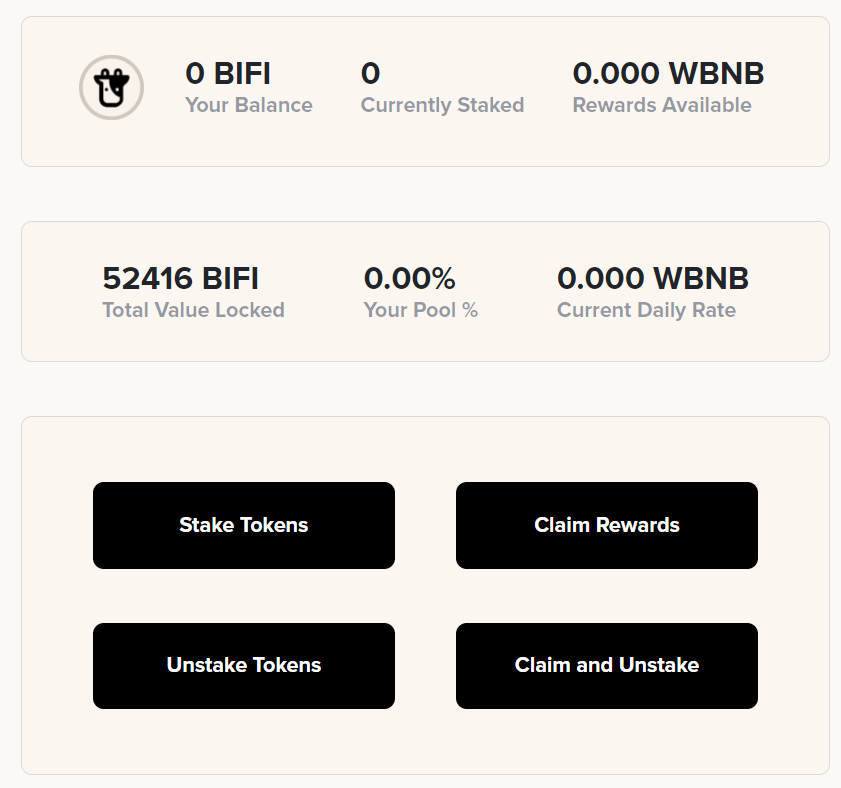 0 BIFI 0 0.000 WBNB
Your Balance Currently Staked Rewards Available
52416 BIFI 0.00% 0.000 WBNB
Total Value Locked Your Pool % Current Daily Rate
Stake Tokens Claim Rewards
Unstake Tokens Claim and Unstake